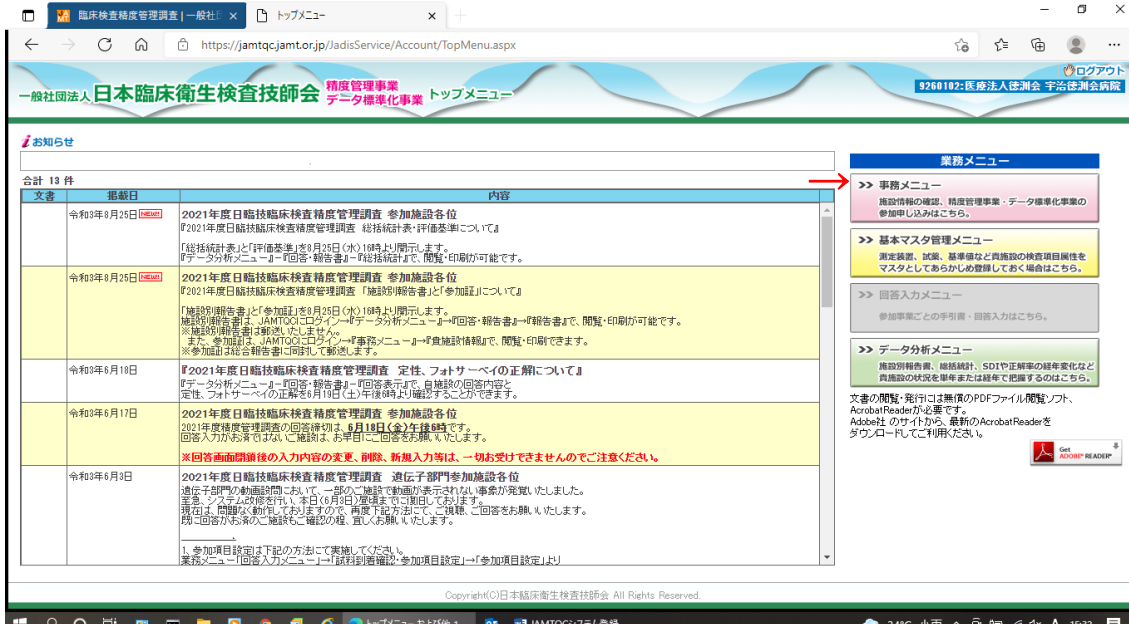 臨床検査精度管理調査 | 一般社団
トップメニュー
https://jamtqc.jamt.or.jp/JadisService/Account/TopMenu.aspx
一般社団法人 日本臨床衛生検査技師会 精度管理事業 データ標準化事業 トップメニュー
ログアウト
9260102:医療法人徳洲会 宇治徳洲会病院
お知らせ
合計 13 件
文書 掲載日 内容
令和3年8月25日 NEW!! 2021年度日臨技臨床検査精度管理調査 参加施設各位
『2021年度日臨技臨床検査精度管理調査 総括統計表・評価基準について』
「総括統計表」と「評価基準」を8月25日(水)16時より開示します。
『データ分析メニュー』－『回答・報告書』－『総括統計』で、閲覧・印刷が可能です。
令和3年8月25日 NEW!! 2021年度日臨技臨床検査精度管理調査 参加施設各位
『2021年度日臨技臨床検査精度管理調査 「施設別報告書」と「参加証」について』
「施設別報告書」と「参加証」を8月25日(水)16時より開示します。
施設別報告書は、JAMTQCにログイン→『データ分析メニュー』→『回答・報告書』→『報告書』で、閲覧・印刷が可能です。
※施設別報告書は郵送いたしません。
また、参加証は、JAMTQCにログイン→『事務メニュー』→『貴施設情報』で、閲覧・印刷できます。
※参加証は総合報告書に同封して郵送します。
令和3年6月18日 『2021年度日臨技臨床検査精度管理調査 定性、フォトサーベイの正解について』
『データ分析メニュー』－『回答・報告書』－『回答表示』で、自施設の回答内容と
定性、フォトサーベイの正解を6月19日(土)午後6時より確認することができます。
令和3年6月17日 2021年度日臨技臨床検査精度管理調査 参加施設各位
2021年度精度管理調査の回答締切は、6月18日(金)午後6時です。
回答入力がお済ではないご施設は、お早目にご回答をお願いいたします。
※回答画面閉鎖後の入力内容の変更、削除、新規入力等は、一切お受けできませんのでご注意ください。
令和3年6月3日 2021年度日臨技臨床検査精度管理調査 遺伝子部門参加施設各位
遺伝子部門の動画設問において、一部のご施設で動画が表示されない事象が発覚いたしました。
至急、システム改修を行い、本日(6月3日)昼頃までに復旧しております。
現在は、問題なく動作しておりますので、再度下記方法にて、ご視聴、ご回答をお願いいたします。
既に回答がお済のご施設もご確認の程、宜しくお願いいたします。
1、参加項目設定は下記の方法にて実施してください。
業務メニュー「回答入力メニュー」→「試料到着確認・参加項目設定」→「参加項目設定」より
業務メニュー
>> 事務メニュー
施設情報の確認、精度管理事業・データ標準化事業の
参加申し込みはこちら。
>> 基本マスタ管理メニュー
測定装置、試薬、基準値など貴施設の検査項目属性を
マスタとしてあらかじめ登録しておく場合はこちら。
>> 回答入力メニュー
参加事業ごとの手引書・回答入力はこちら。
>> データ分析メニュー
施設別報告書、総括統計、SDIや正解率の経年変化など
貴施設の状況を単年または経年で把握するのはこちら。
文書の閲覧・発行には無償のPDFファイル閲覧ソフト、
AcrobatReaderが必要です。
Adobe社 のサイトから、最新のAcrobatReaderを
ダウンロードしてご利用ください。
Get
ADOBE® READER®
Copyright(C)日本臨床衛生検査技師会 All Rights Reserved.
トップメニュー および他 1
JAMTQCシステム登録
24°C 小雨
A 15:32